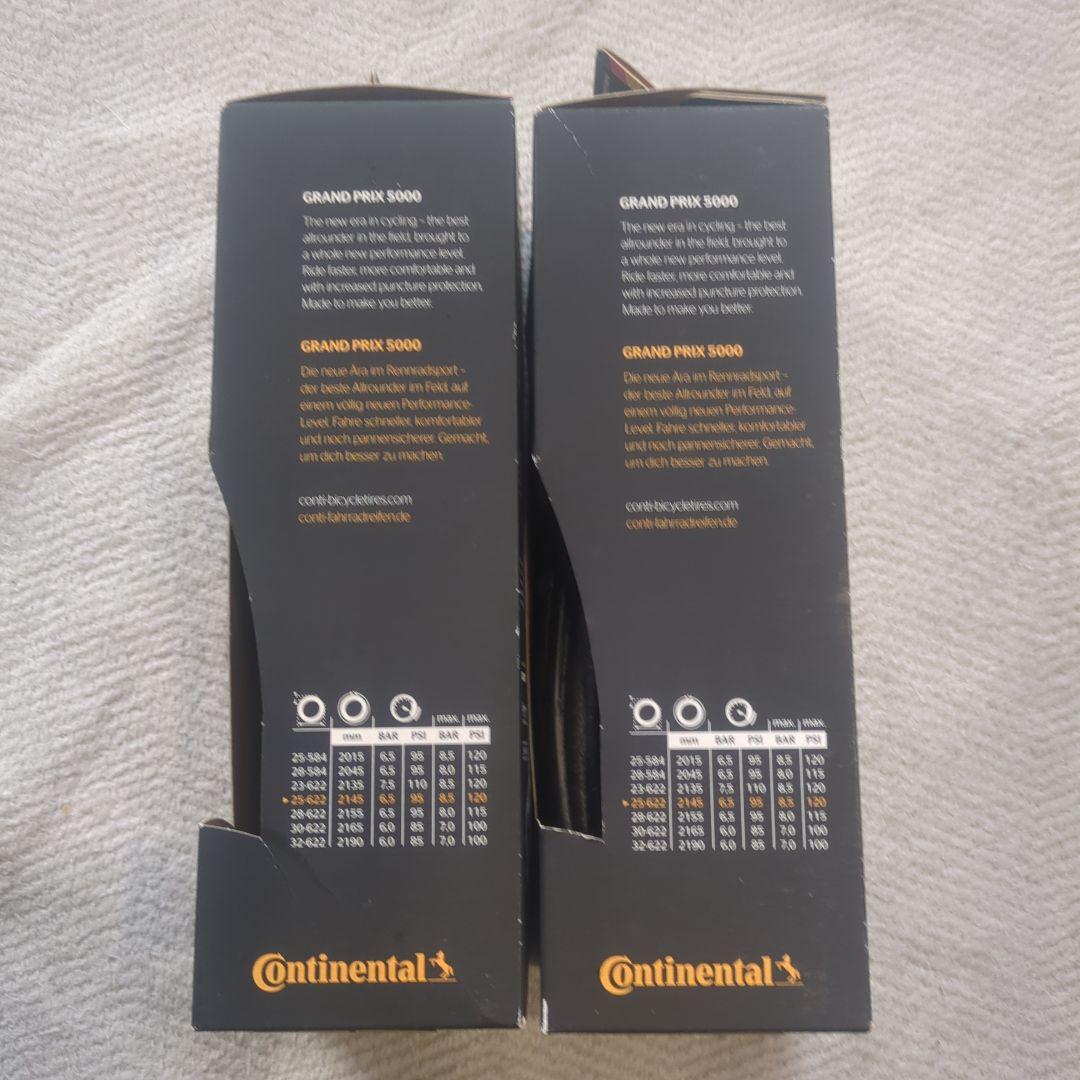 GRAND PRIX 5000
The new era in cycling - the best
allrounder in the field, brought to
a whole new performance level.
Ride faster, more comfortable and
with increased puncture protection.
Made to make you better.
GRAND PRIX 5000
Die neue Ära im Rennradsport -
der beste Allrounder im Feld, auf
einem völlig neuen Performance-
Level. Fahre schneller, komfortabler
und noch pannensicherer. Gemacht,
um dich besser zu machen.
conti-bicycletires.com
conti-fahrradreifen.de
max. max.
mm BAR PSI BAR PSI
25-584 2015 6,5 95 8,5 120
28-584 2045 6,5 95 8,0 115
23-622 2135 7,5 110 8,5 120
25-622 2145 6,5 95 8,5 120
28-622 2155 6,5 95 8,0 115
30-622 2165 6,0 85 7,0 100
32-622 2190 6,0 85 7,0 100
Continental
GRAND PRIX 5000
The new era in cycling - the best
allrounder in the field, brought to
a whole new performance level.
Ride faster, more comfortable and
with increased puncture protection.
Made to make you better.
GRAND PRIX 5000
Die neue Ära im Rennradsport -
der beste Allrounder im Feld, auf
einem völlig neuen Performance-
Level. Fahre schneller, komfortabler
und noch pannensicherer. Gemacht,
um dich besser zu machen.
conti-bicycletires.com
conti-fahrradreifen.de
max. max.
mm BAR PSI BAR PSI
25-584 2015 6,5 95 8,5 120
28-584 2045 6,5 95 8,0 115
23-622 2135 7,5 110 8,5 120
25-622 2145 6,5 95 8,5 120
28-622 2155 6,5 95 8,0 115
30-622 2165 6,0 85 7,0 100
32-622 2190 6,0 85 7,0 100
Continental